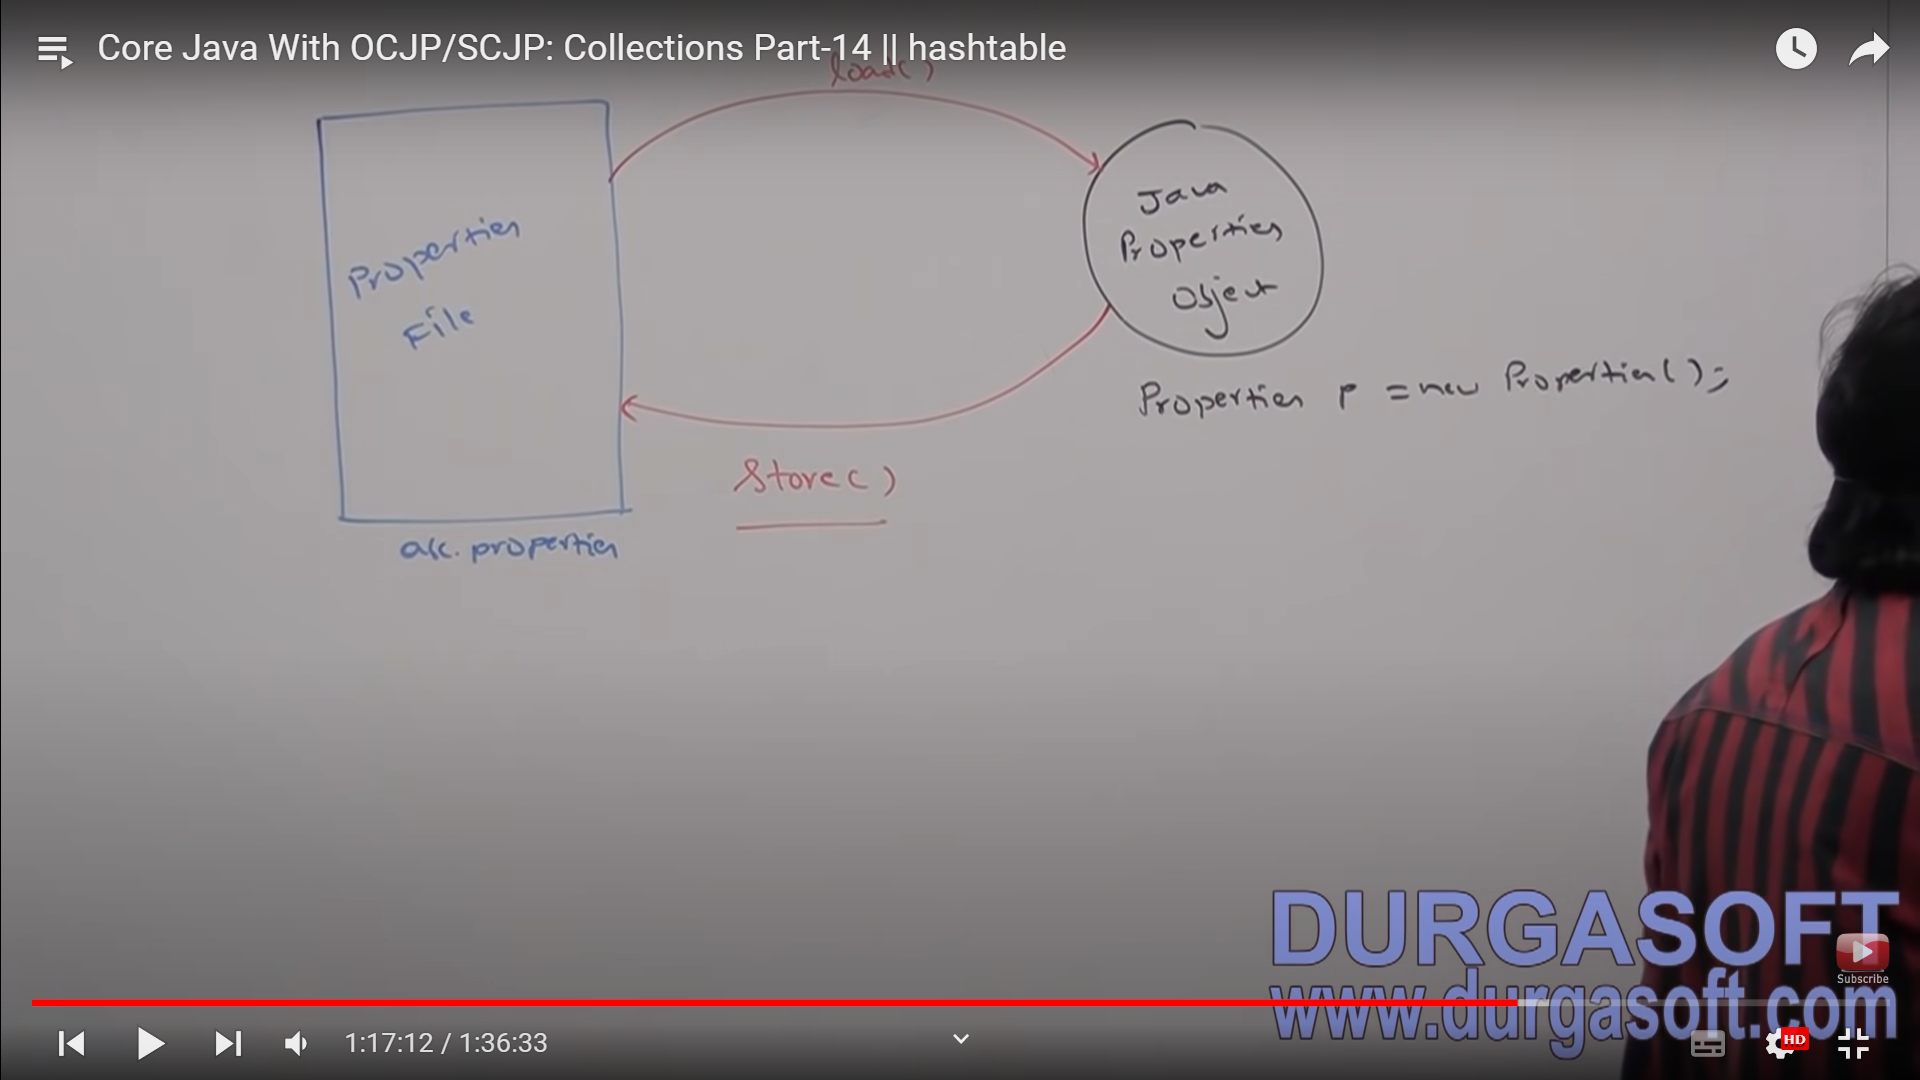 Core Java With OCJP/SCJP: Collections Part-14 || hashtable
load()
Java
Properties
Object
Properties
File
Properties P = new Properties();
Store()
abc.properties
DURGASOFT
www.durgasoft.com
Subscribe
1:17:12 / 1:36:33
HD